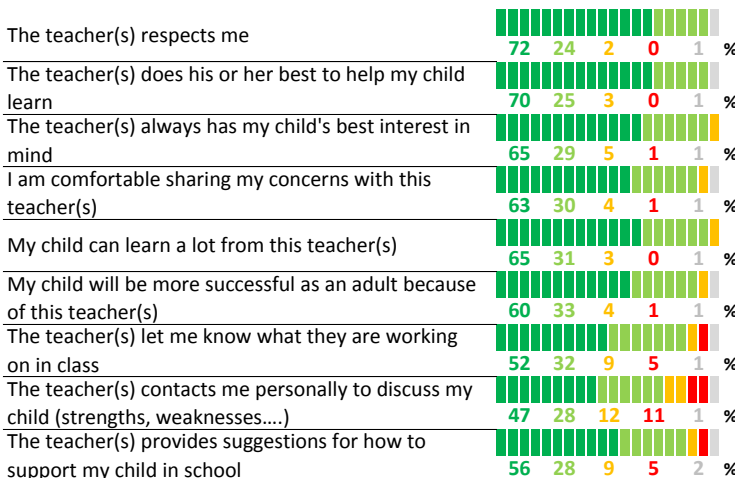 The teacher(s) respects me
72 24 2 0 1 %
The teacher(s) does his or her best to help my child
learn
70 25 3 0 1 %
The teacher(s) always has my child's best interest in
mind
65 29 5 1 1 %
I am comfortable sharing my concerns with this
teacher(s)
63 30 4 1 1 %
My child can learn a lot from this teacher(s)
65 31 3 0 1 %
My child will be more successful as an adult because
of this teacher(s)
60 33 4 1 1 %
The teacher(s) let me know what they are working
on in class
52 32 9 5 1 %
The teacher(s) contacts me personally to discuss my
child (strengths, weaknesses....)
47 28 12 11 1 %
The teacher(s) provides suggestions for how to
support my child in school
56 28 9 5 2 %